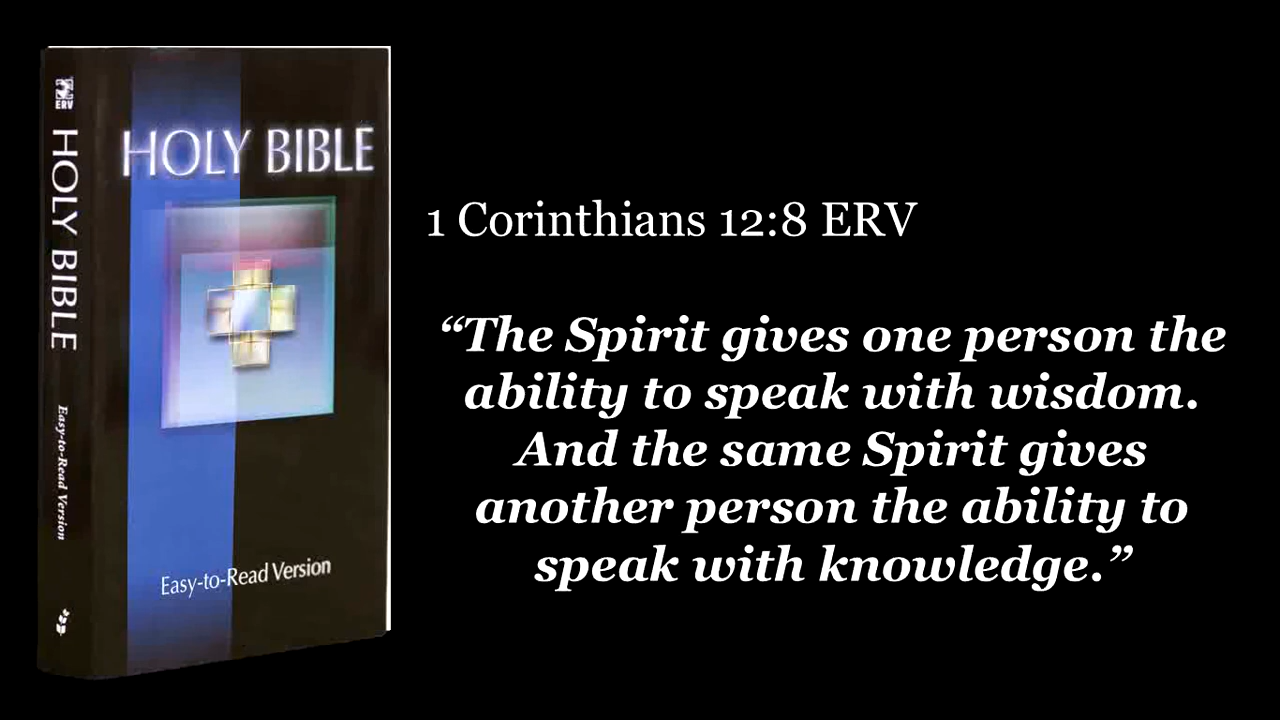 ERV
HOLY BIBLE
Easy-to-Read Version
HOLY BIBLE
Easy-to-Read Version
1 Corinthians 12:8 ERV
“The Spirit gives one person the
ability to speak with wisdom.
And the same Spirit gives
another person the ability to
speak with knowledge.”